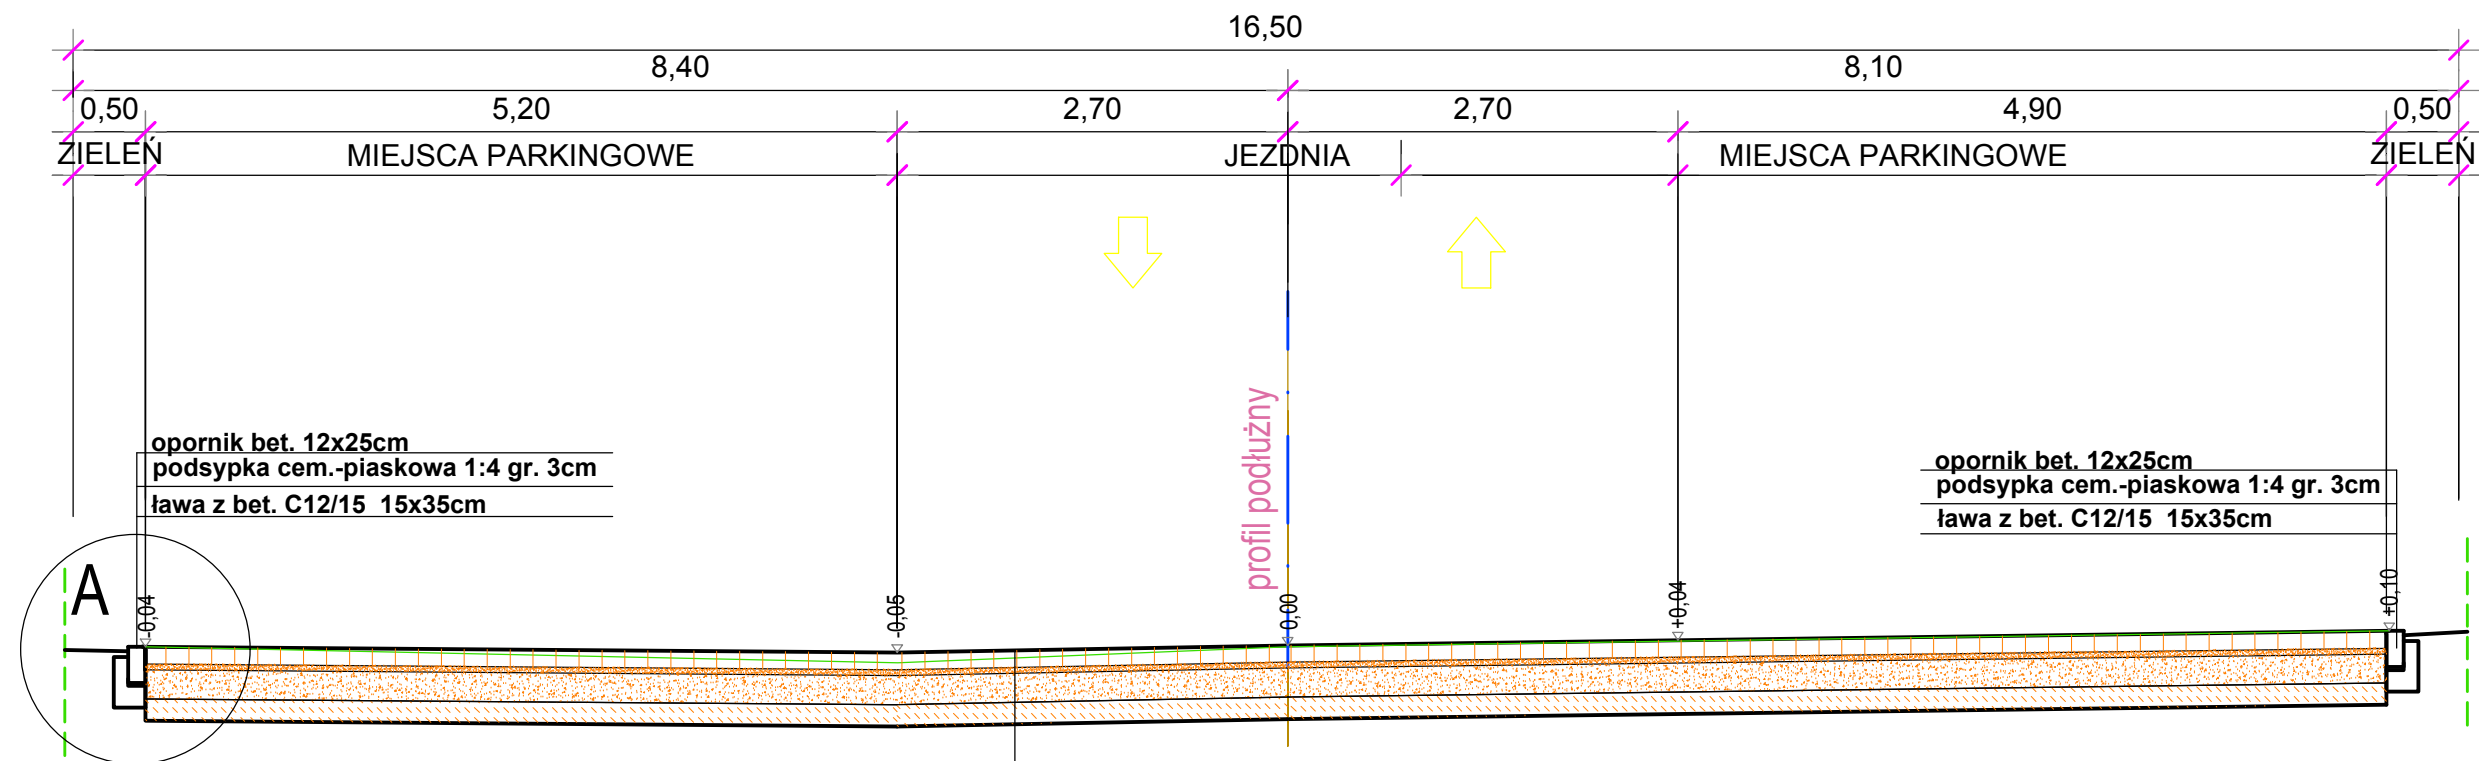 16,50
8,40 8,10
0,50 5,20 2,70 2,70 4,90 0,50
ZIELEŃ MIEJSCA PARKINGOWE JEZDNIA MIEJSCA PARKINGOWE ZIELEŃ
profil podłużny
opornik bet. 12x25cm
podsypka cem.-piaskowa 1:4 gr. 3cm
ława z bet. C12/15 15x35cm
opornik bet. 12x25cm
podsypka cem.-piaskowa 1:4 gr. 3cm
ława z bet. C12/15 15x35cm
A
-0,04
-0,05
0,00
+0,04
+0,10